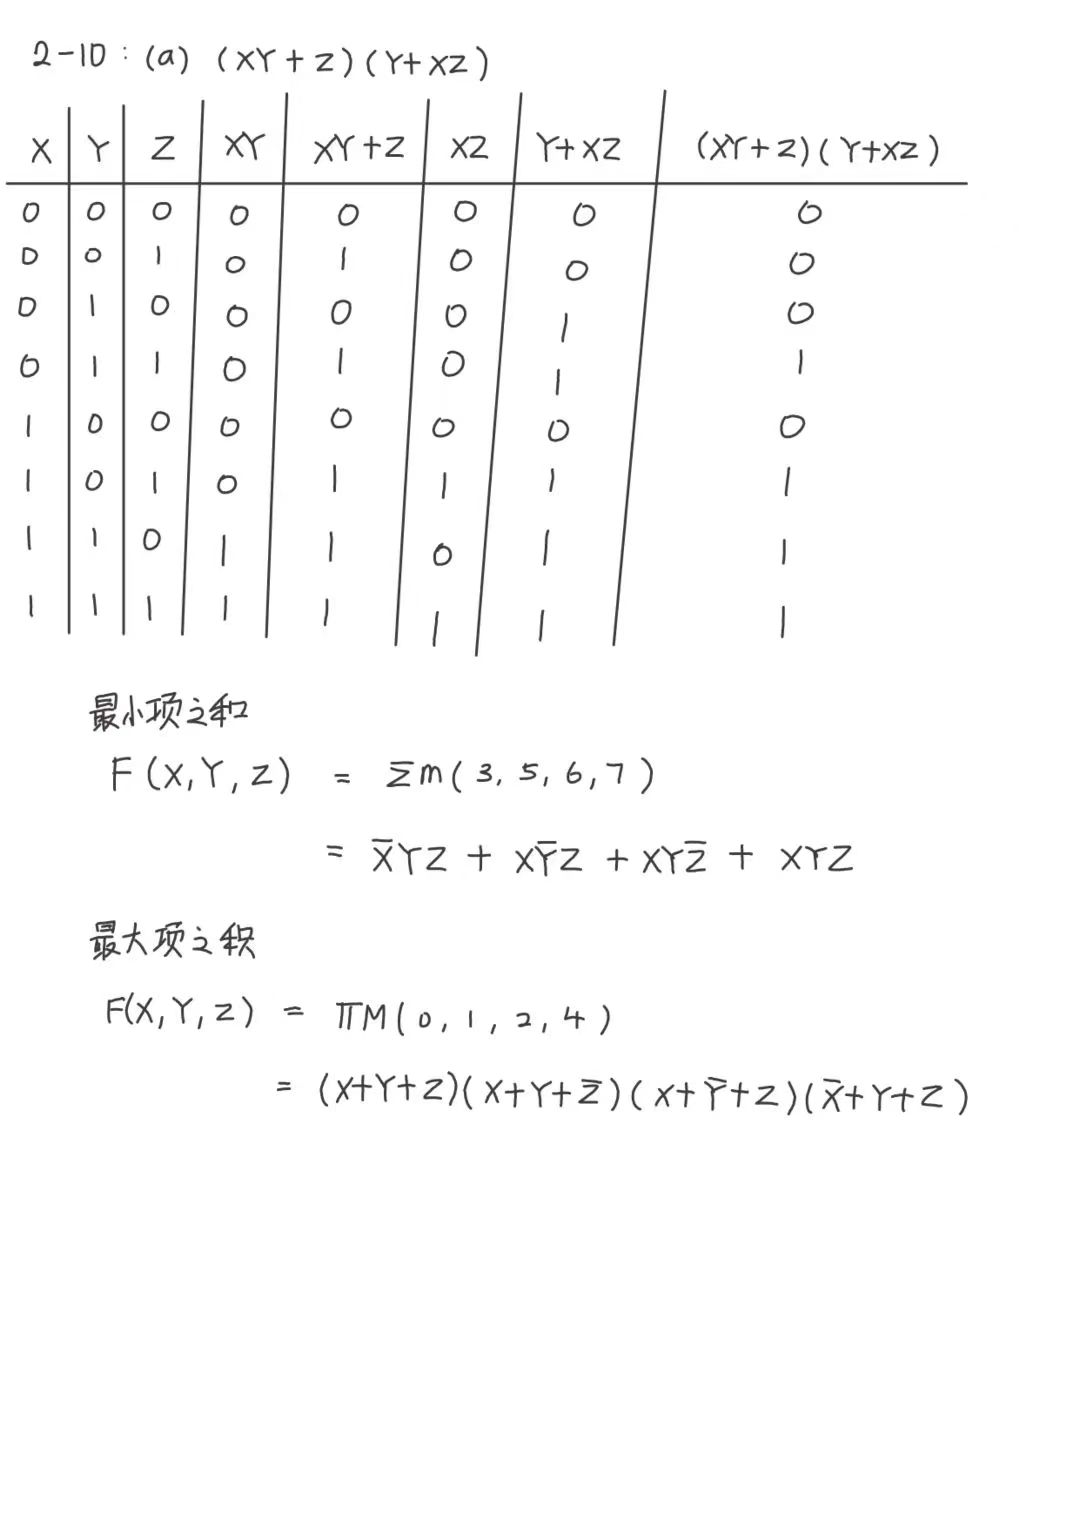 2-10 : (a) (XY+Z)(Y+XZ)
X Y Z XY XY+Z XZ Y+XZ (XY+Z)(Y+XZ)
0 0 0 0 0 0 0 0
0 0 1 0 1 0 0 0
0 1 0 0 0 0 1 0
0 1 1 0 1 0 1 1
1 0 0 0 0 0 0 0
1 0 1 0 1 1 1 1
1 1 0 1 1 0 1 1
1 1 1 1 1 1 1 1
最小项之和
F(X,Y,Z) = Σm(3,5,6,7)
= X̅YZ + XY̅Z + XYZ̅ + XYZ
最大项之积
F(X,Y,Z) = πM(0,1,2,4)
= (X+Y+Z)(X+Y+Z̅)(X+Y̅+Z)(X̅+Y+Z)